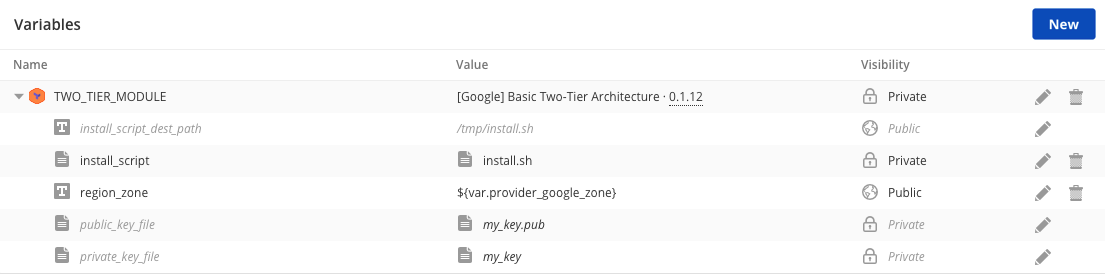 Variables
New
Name Value Visibility
TWO_TIER_MODULE [Google] Basic Two-Tier Architecture · 0.1.12 Private
install_script_dest_path /tmp/install.sh Public
install_script install.sh Private
region_zone ${var.provider_google_zone} Public
public_key_file my_key.pub Private
private_key_file my_key Private